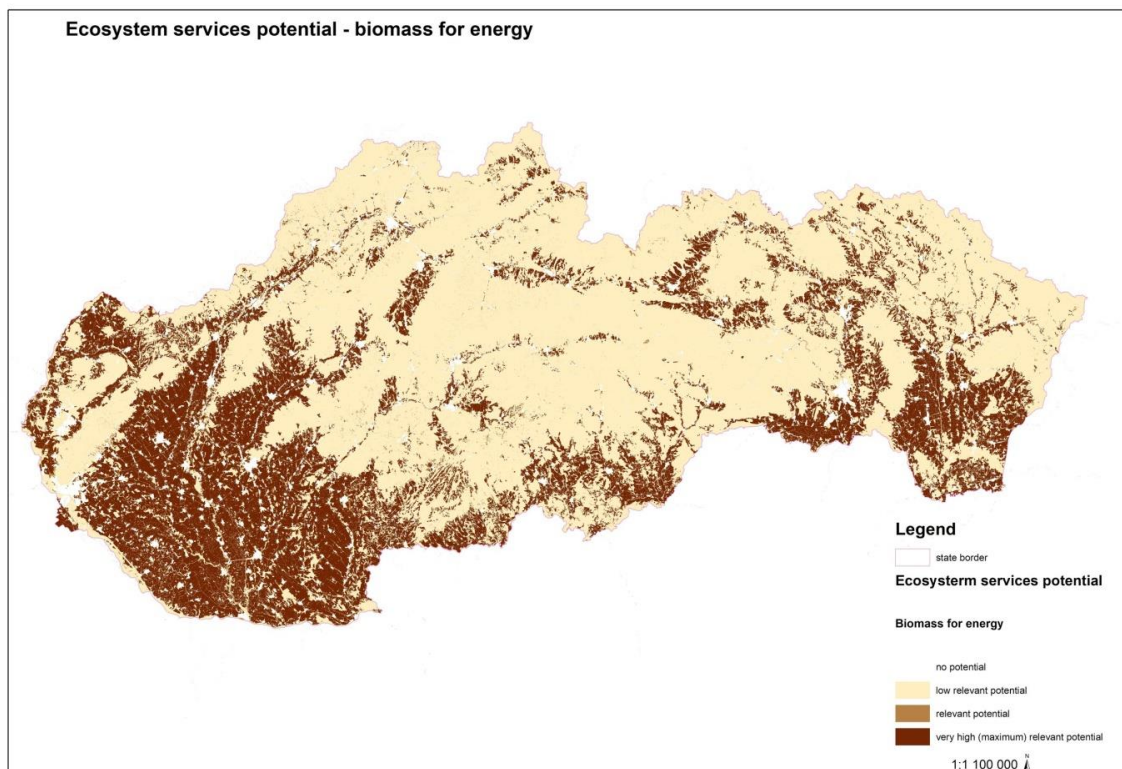 Ecosystem services potential - biomass for energy
Legend
state border
Ecosysterm services potential
Biomass for energy
no potential
low relevant potential
relevant potential
very high (maximum) relevant potential
N
1:1 100 000